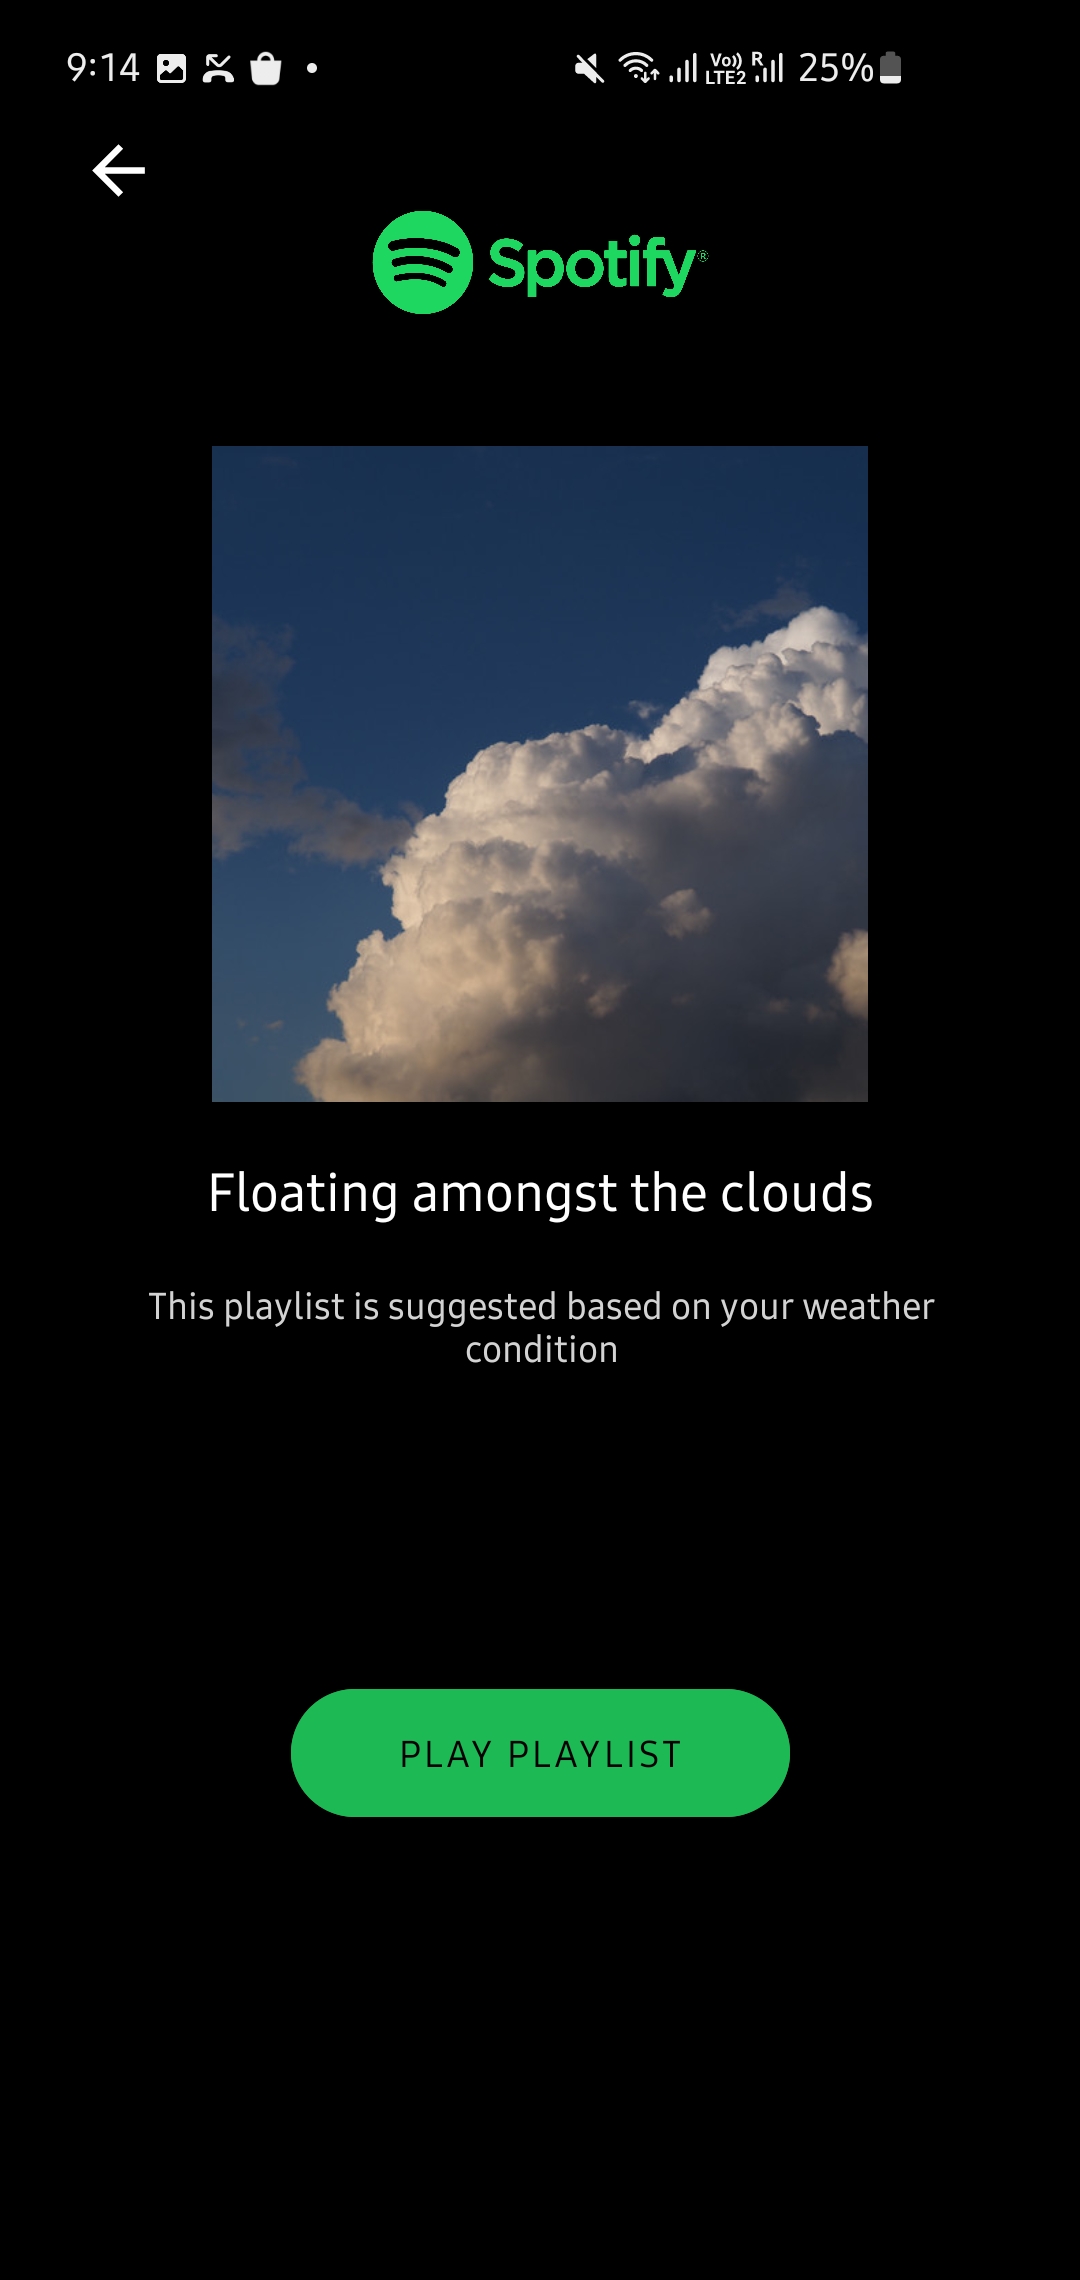 9:14 Vo)) LTE2 R 25%
Spotify®
Floating amongst the clouds
This playlist is suggested based on your weather
condition
PLAY PLAYLIST